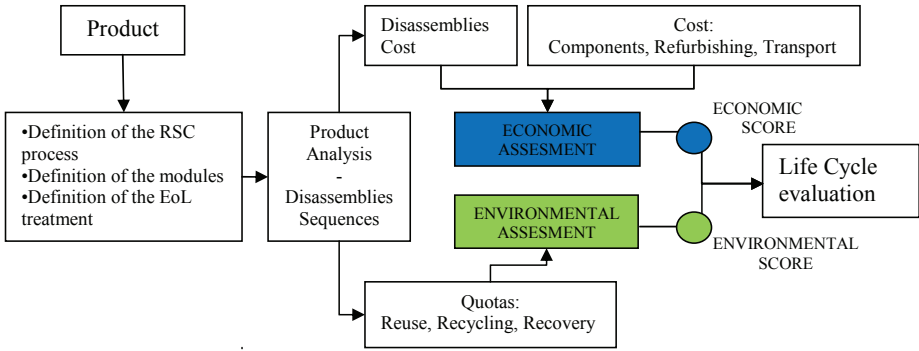 Product
•Definition of the RSC
process
•Definition of the modules
•Definition of the EoL
treatment
Product
Analysis
-
Disassemblies
Sequences
Disassemblies
Cost
Cost:
Components, Refurbishing, Transport
ECONOMIC
ASSESMENT
ECONOMIC
SCORE
ENVIRONMENTAL
ASSESMENT
ENVIRONMENTAL
SCORE
Life Cycle
evaluation
Quotas:
Reuse, Recycling, Recovery